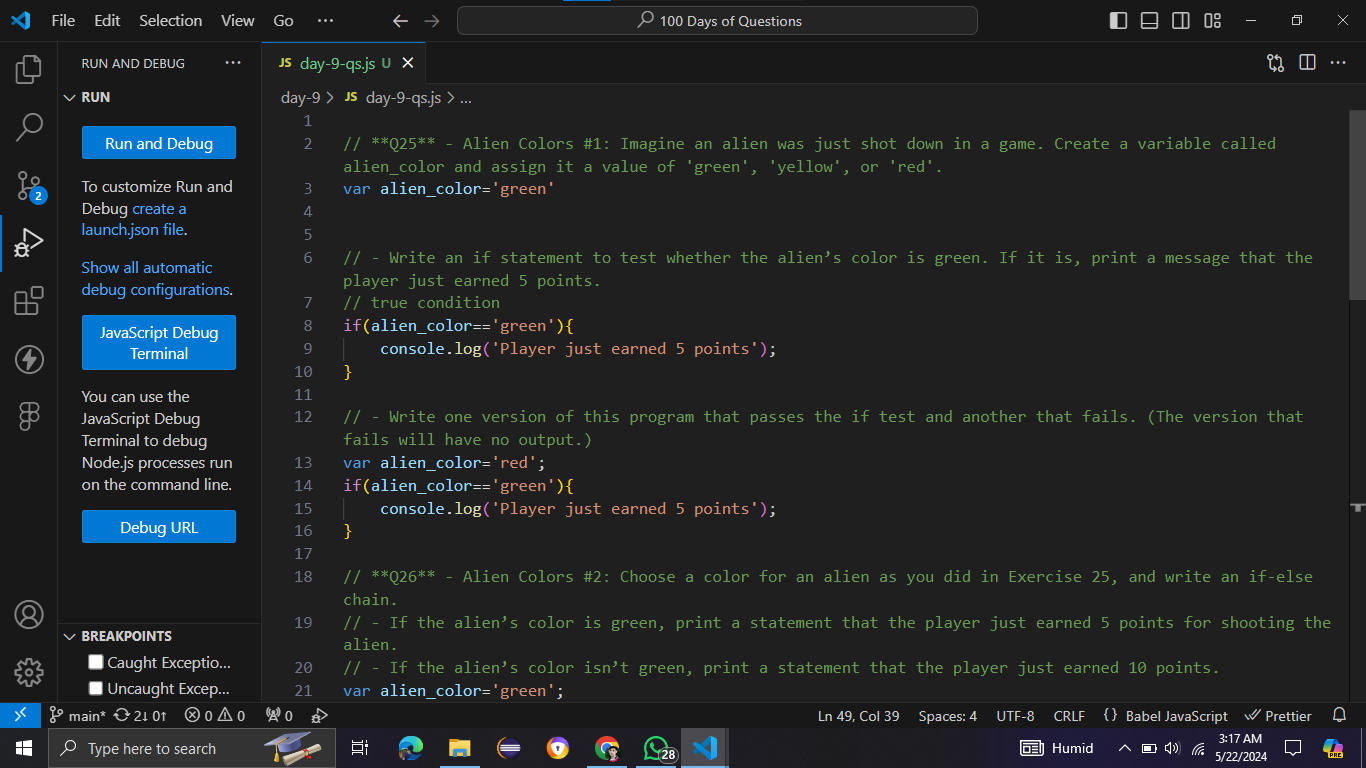 File Edit Selection View Go ···
100 Days of Questions
RUN AND DEBUG ···
RUN
Run and Debug
To customize Run and
Debug create a
launch.json file.
Show all automatic
debug configurations.
JavaScript Debug
Terminal
You can use the
JavaScript Debug
Terminal to debug
Node.js processes run
on the command line.
Debug URL
BREAKPOINTS
Caught Exceptio...
Uncaught Excep...
2
JS day-9-qs.js U
day-9 > JS day-9-qs.js > ...
1
2 // **Q25** - Alien Colors #1: Imagine an alien was just shot down in a game. Create a variable called
alien_color and assign it a value of 'green', 'yellow', or 'red'.
3 var alien_color='green'
4
5
6 // - Write an if statement to test whether the alien’s color is green. If it is, print a message that the
player just earned 5 points.
7 // true condition
8 if(alien_color=='green'){
9 console.log('Player just earned 5 points');
10 }
11
12 // - Write one version of this program that passes the if test and another that fails. (The version that
fails will have no output.)
13 var alien_color='red';
14 if(alien_color=='green'){
15 console.log('Player just earned 5 points');
16 }
17
18 // **Q26** - Alien Colors #2: Choose a color for an alien as you did in Exercise 25, and write an if-else
chain.
19 // - If the alien’s color is green, print a statement that the player just earned 5 points for shooting the
alien.
20 // - If the alien’s color isn’t green, print a statement that the player just earned 10 points.
21 var alien_color='green';
main* 2↓ 0↑ 0 0 0
Ln 49, Col 39 Spaces: 4 UTF-8 CRLF {} Babel JavaScript Prettier
Type here to search
28
Humid
3:17 AM
5/22/2024
PRE